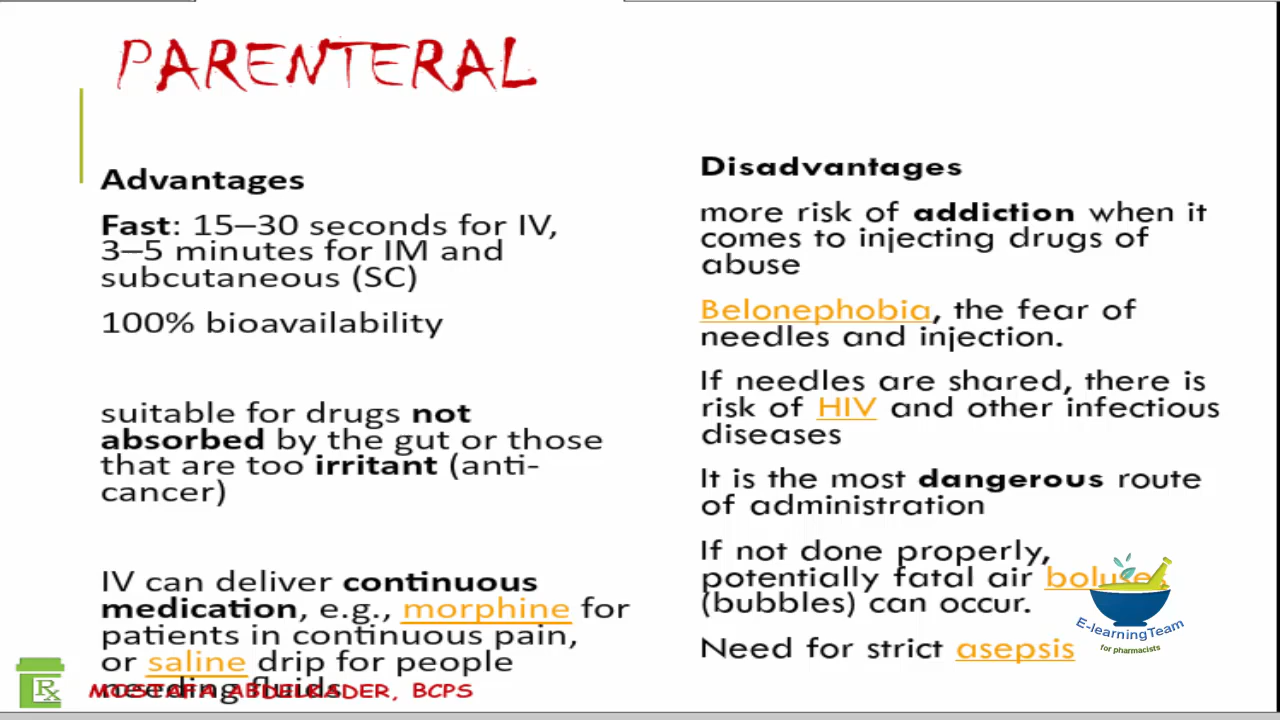 PARENTERAL
Advantages
Fast: 15–30 seconds for IV,
3–5 minutes for IM and
subcutaneous (SC)
100% bioavailability
suitable for drugs not
absorbed by the gut or those
that are too irritant (anti-
cancer)
IV can deliver continuous
medication, e.g., morphine for
patients in continuous pain,
or saline drip for people
needing fluids.
Disadvantages
more risk of addiction when it
comes to injecting drugs of
abuse
Belonephobia, the fear of
needles and injection.
If needles are shared, there is
risk of HIV and other infectious
diseases
It is the most dangerous route
of administration
If not done properly,
potentially fatal air boluses
(bubbles) can occur.
Need for strict asepsis
E-learningTeam
for pharmacists
Rx
MOSTAFA ABDELKADER, BCPS